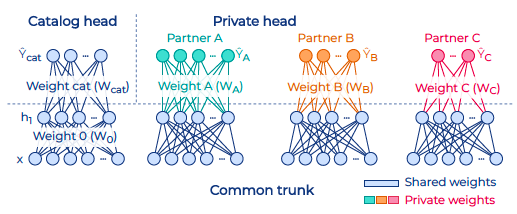 Catalog head
Private head
Partner A
Partner B
Partner C
Ŷcat
...
... ŶA
... ŶB
... ŶC
Weight cat (Wcat)
Weight A (WA)
Weight B (WB)
Weight C (WC)
h1
...
...
...
...
Weight 0 (W0)
x
...
...
...
...
Common trunk
Shared weights
Private weights